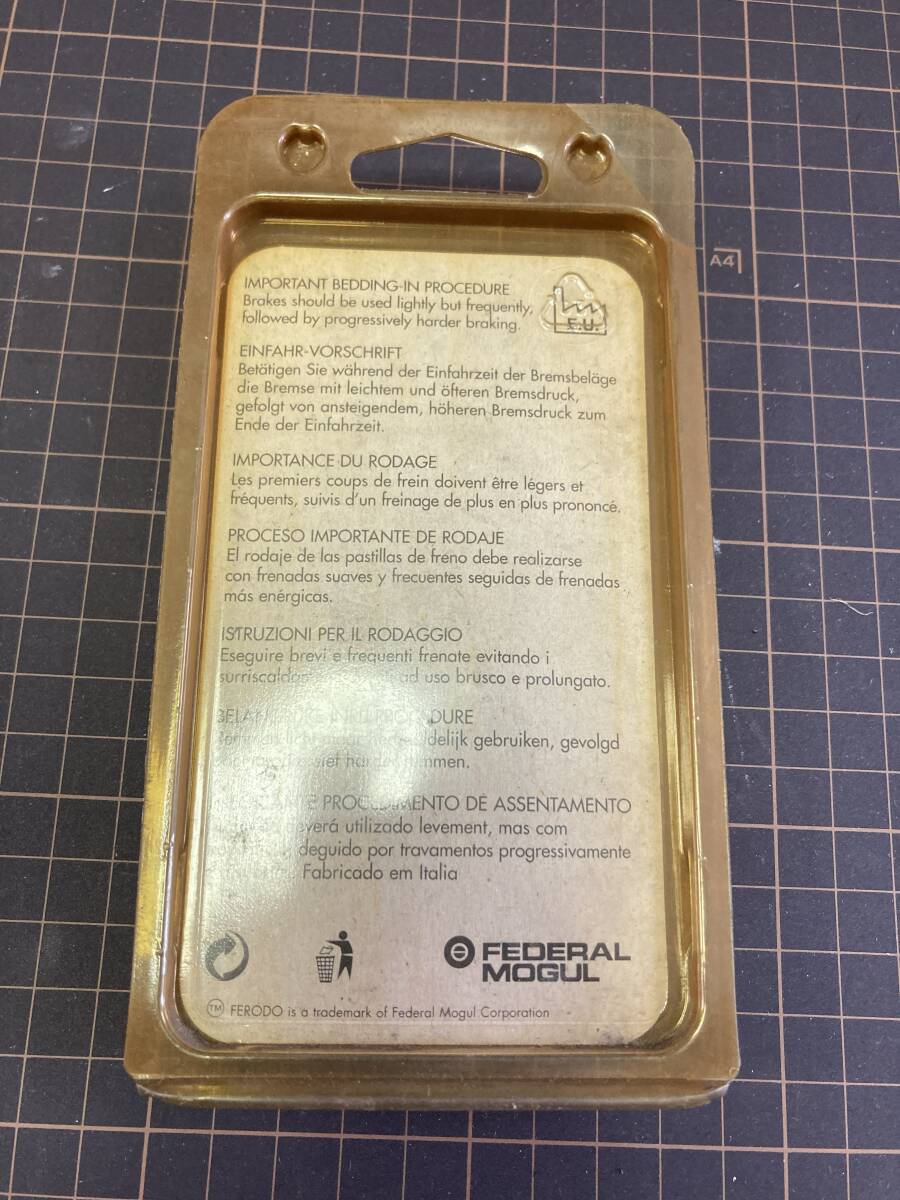 A4
IMPORTANT BEDDING-IN PROCEDURE
Brakes should be used lightly but frequently,
followed by progressively harder braking.
E.U.
EINFAHR-VORSCHRIFT
Betätigen Sie während der Einfahrzeit der Bremsbeläge
die Bremse mit leichtem und öfteren Bremsdruck,
gefolgt von ansteigendem, höheren Bremsdruck zum
Ende der Einfahrzeit.
IMPORTANCE DU RODAGE
Les premiers coups de frein doivent être légers et
fréquents, suivis d'un freinage de plus en plus prononcé.
PROCESO IMPORTANTE DE RODAJE
El rodaje de las pastillas de freno debe realizarse
con frenadas suaves y frecuentes seguidas de frenadas
más enérgicas.
ISTRUZIONI PER IL RODAGGIO
Eseguire brevi e frequenti frenate evitando i
ad uso brusco e prolungato.
gebruiken, gevolgd
PROCEDIMENTO DE ASSENTAMENTO
deverá utilizado levement, mas com
deguido por travamentos progressivamente
Fabricado em Italia
FEDERAL
MOGUL
TM FERODO is a trademark of Federal Mogul Corporation